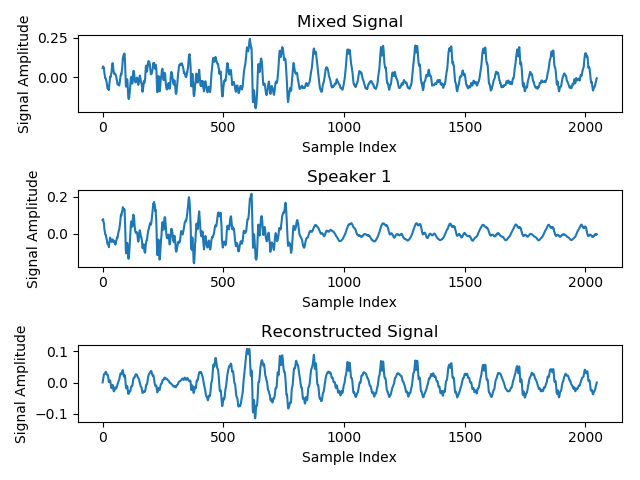 Mixed Signal
Signal Amplitude
0.25
0.00
0 500 1000 1500 2000
Sample Index
Speaker 1
Signal Amplitude
0.2
0.0
0 500 1000 1500 2000
Sample Index
Reconstructed Signal
Signal Amplitude
0.1
0.0
−0.1
0 500 1000 1500 2000
Sample Index